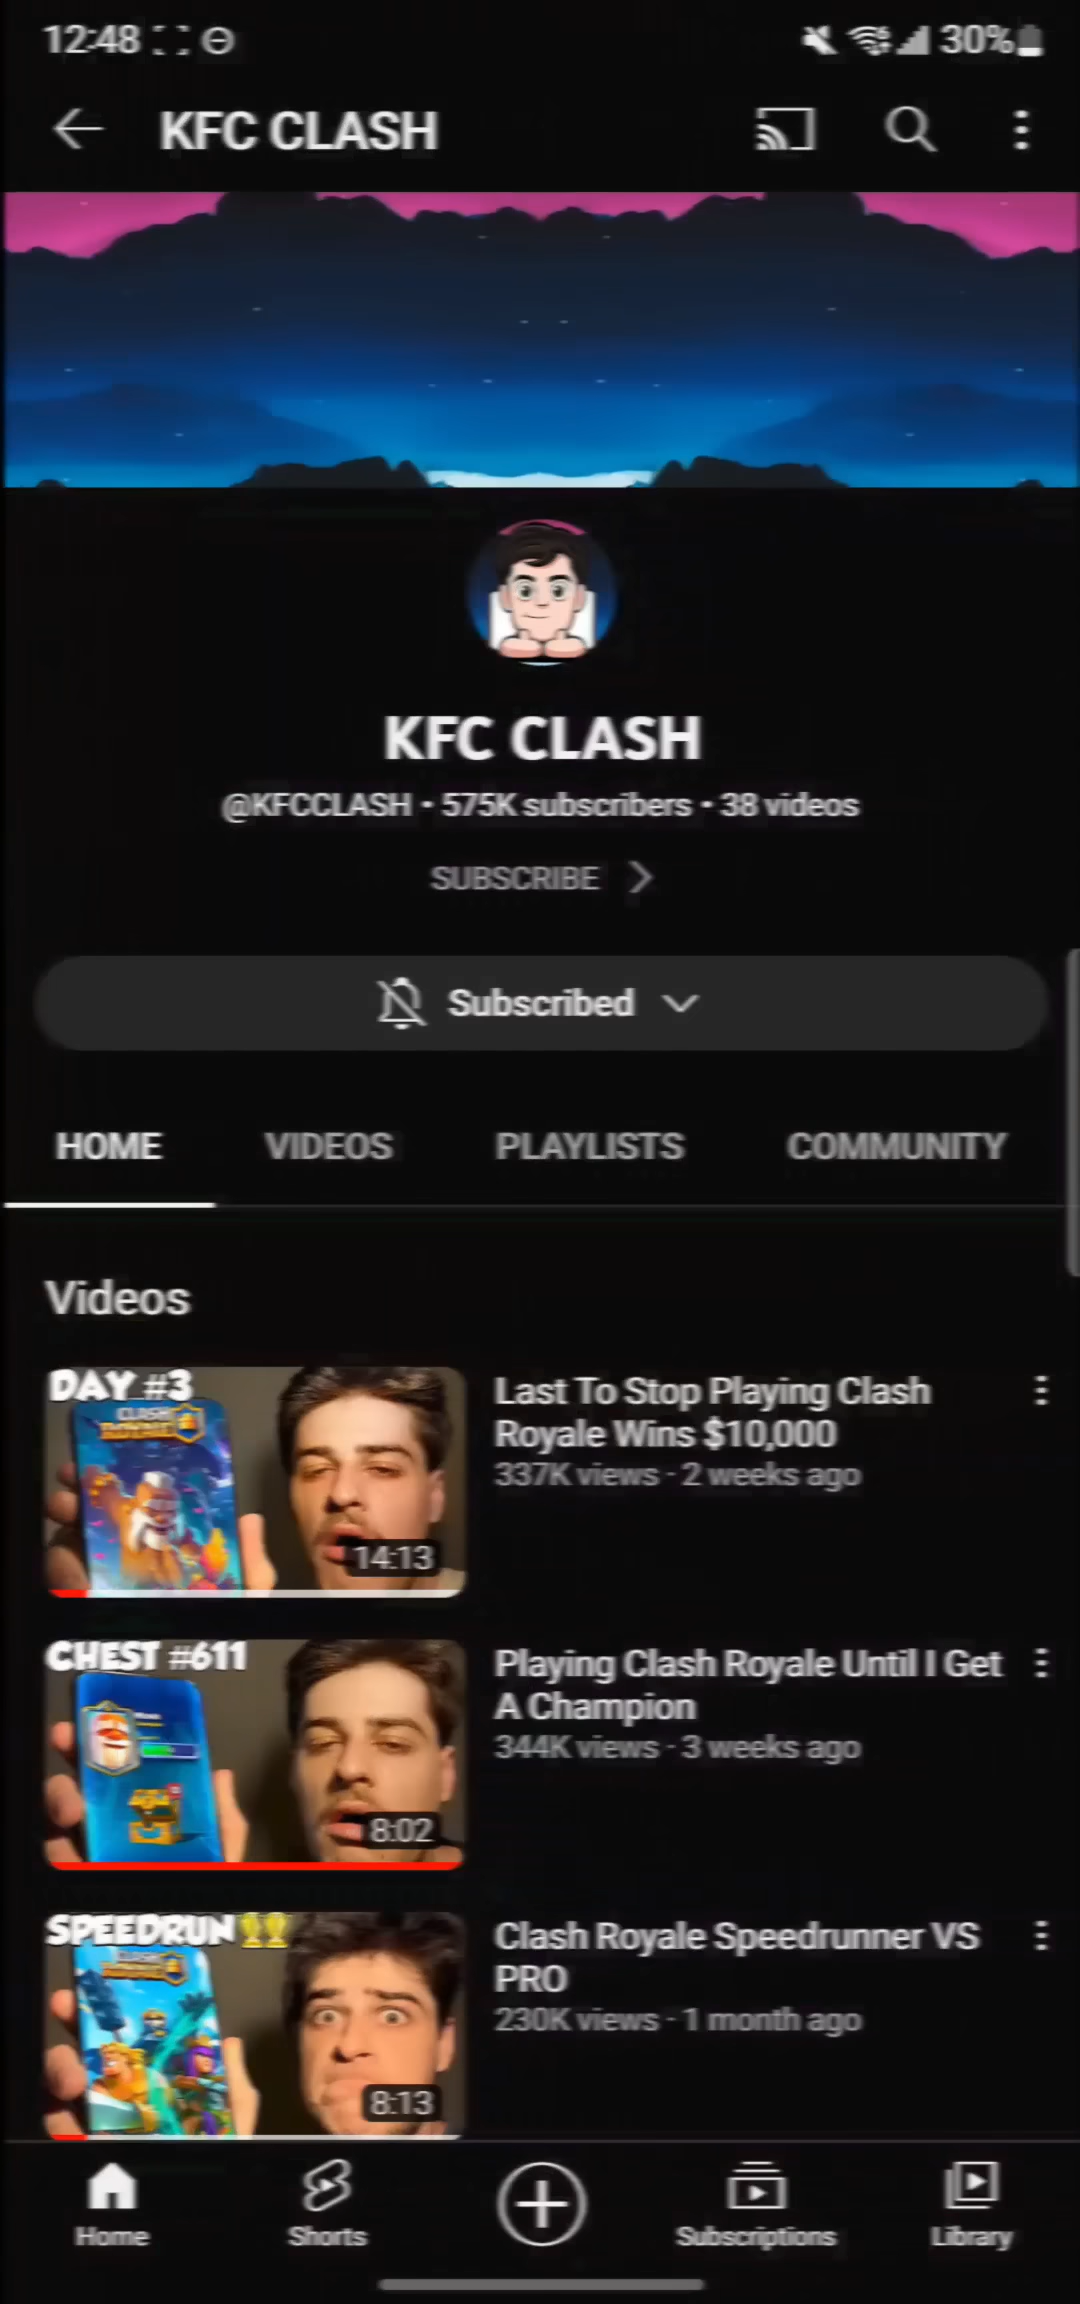 12:48
30%
KFC CLASH
KFC CLASH
@KFCCLASH • 575K subscribers • 38 videos
SUBSCRIBE
Subscribed
HOME VIDEOS PLAYLISTS COMMUNITY
Videos
DAY #3
CLASH
ROYALE
14:13
Last To Stop Playing Clash
Royale Wins $10,000
337K views · 2 weeks ago
CHEST #611
8:02
Playing Clash Royale Until I Get
A Champion
344K views · 3 weeks ago
SPEEDRUN
8:13
Clash Royale Speedrunner VS
PRO
230K views · 1 month ago
Home Shorts Subscriptions Library